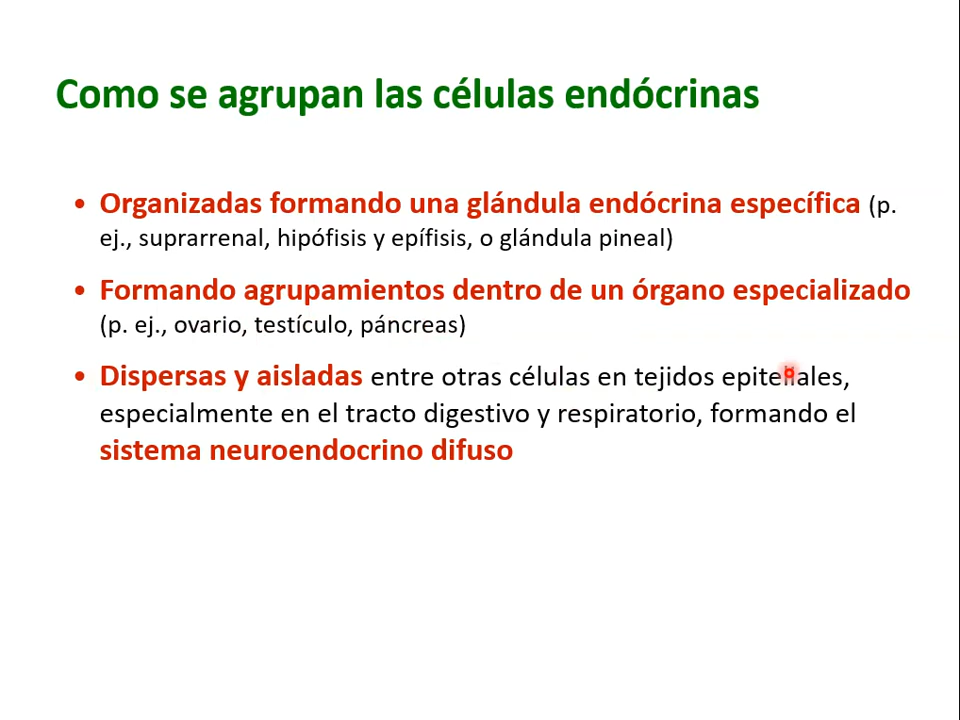 Como se agrupan las células endócrinas
• Organizadas formando una glándula endócrina específica (p.
ej., suprarrenal, hipófisis y epífisis, o glándula pineal)
• Formando agrupamientos dentro de un órgano especializado
(p. ej., ovario, testículo, páncreas)
• Dispersas y aisladas entre otras células en tejidos epiteliales,
especialmente en el tracto digestivo y respiratorio, formando el
sistema neuroendocrino difuso